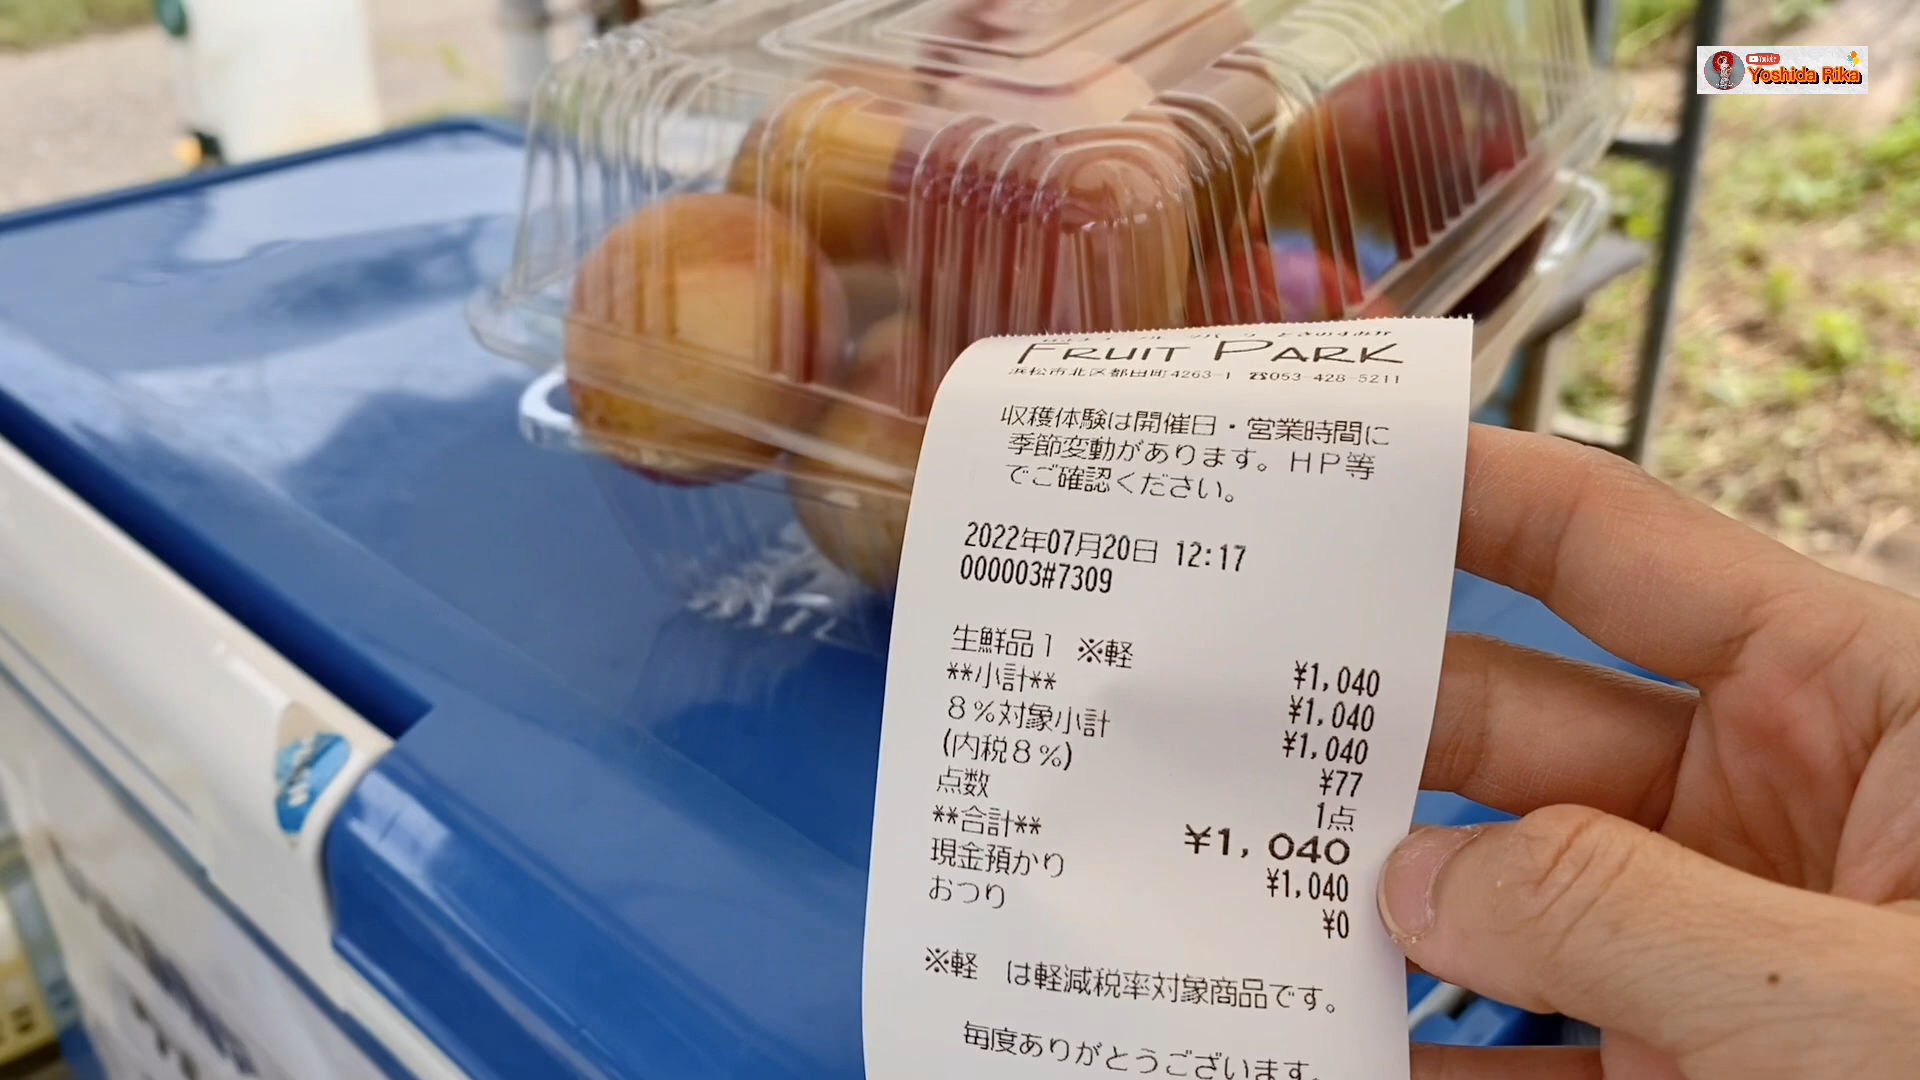 Yoshida Rika
FRUIT PARK
浜松市北区都田町4263-1 ☎053-428-5211
収穫体験は開催日・営業時間に
季節変動があります。HP等
でご確認ください。
2022年07月20日 12:17
000003#7309
生鮮品1 ※軽 ¥1,040
**小計** ¥1,040
8%対象小計 ¥1,040
(内税8%) ¥77
点数 1点
**合計** ¥1,040
現金預かり ¥1,040
おつり ¥0
※軽 は軽減税率対象商品です。
毎度ありがとうございます。